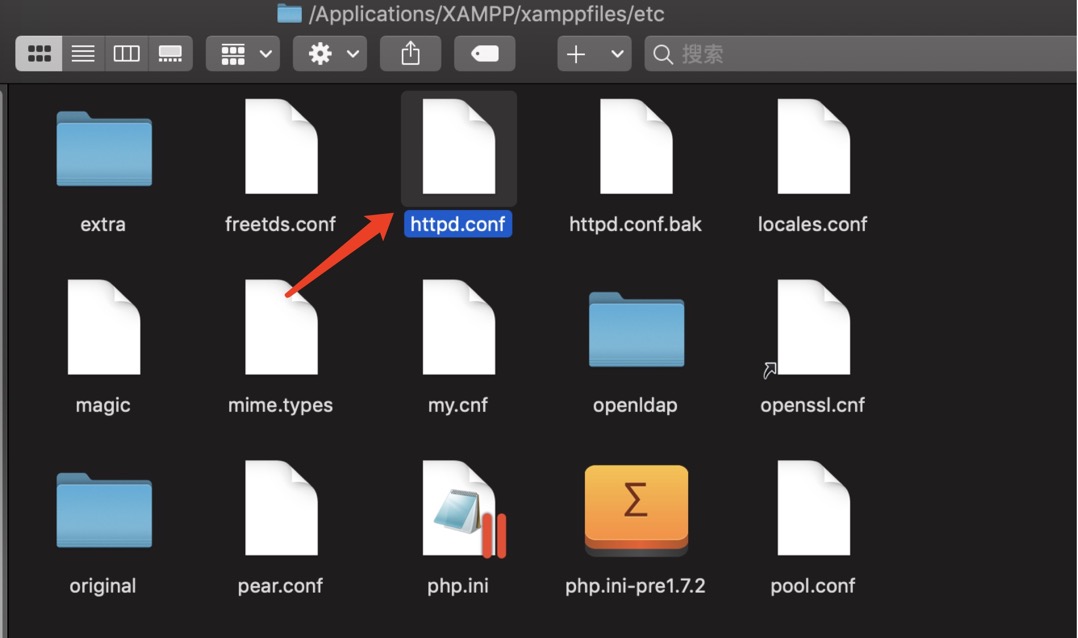 /Applications/XAMPP/xamppfiles/etc
搜索
extra
freetds.conf
httpd.conf
httpd.conf.bak
locales.conf
magic
mime.types
my.cnf
openldap
openssl.cnf
original
pear.conf
php.ini
Σ
php.ini-pre1.7.2
pool.conf